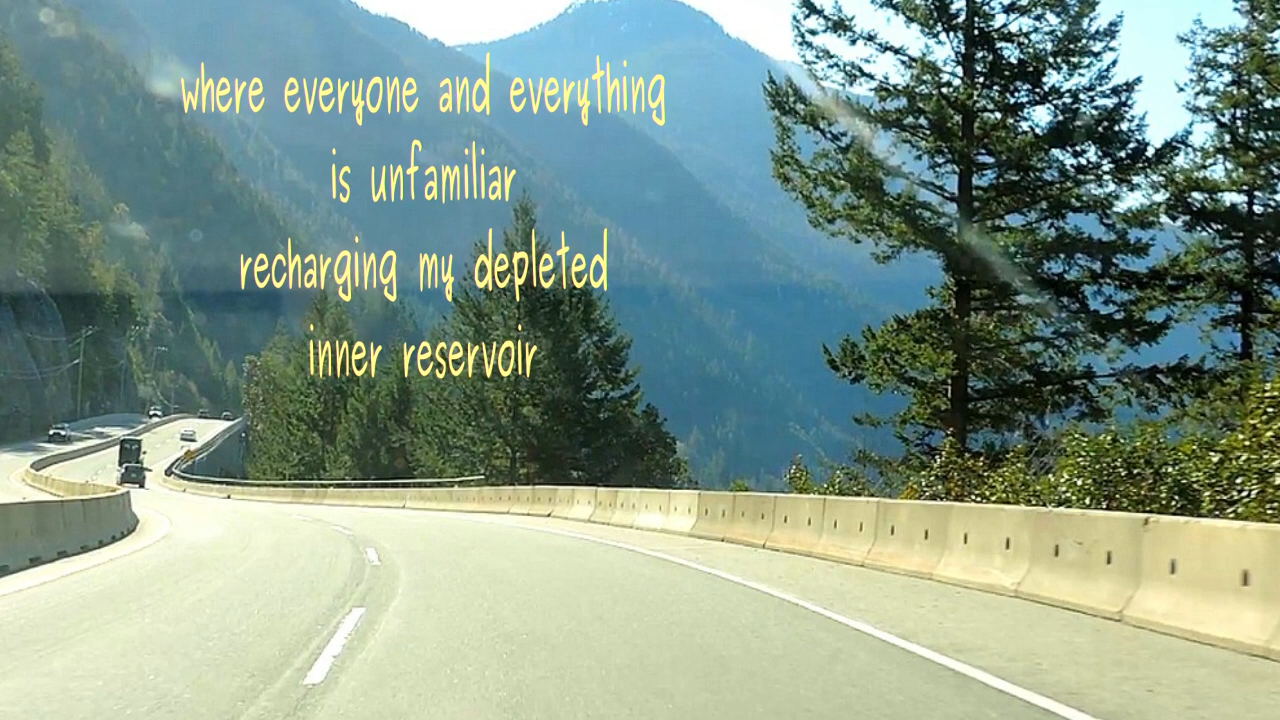 where everyone and everything
is unfamiliar
recharging my depleted
inner reservoir